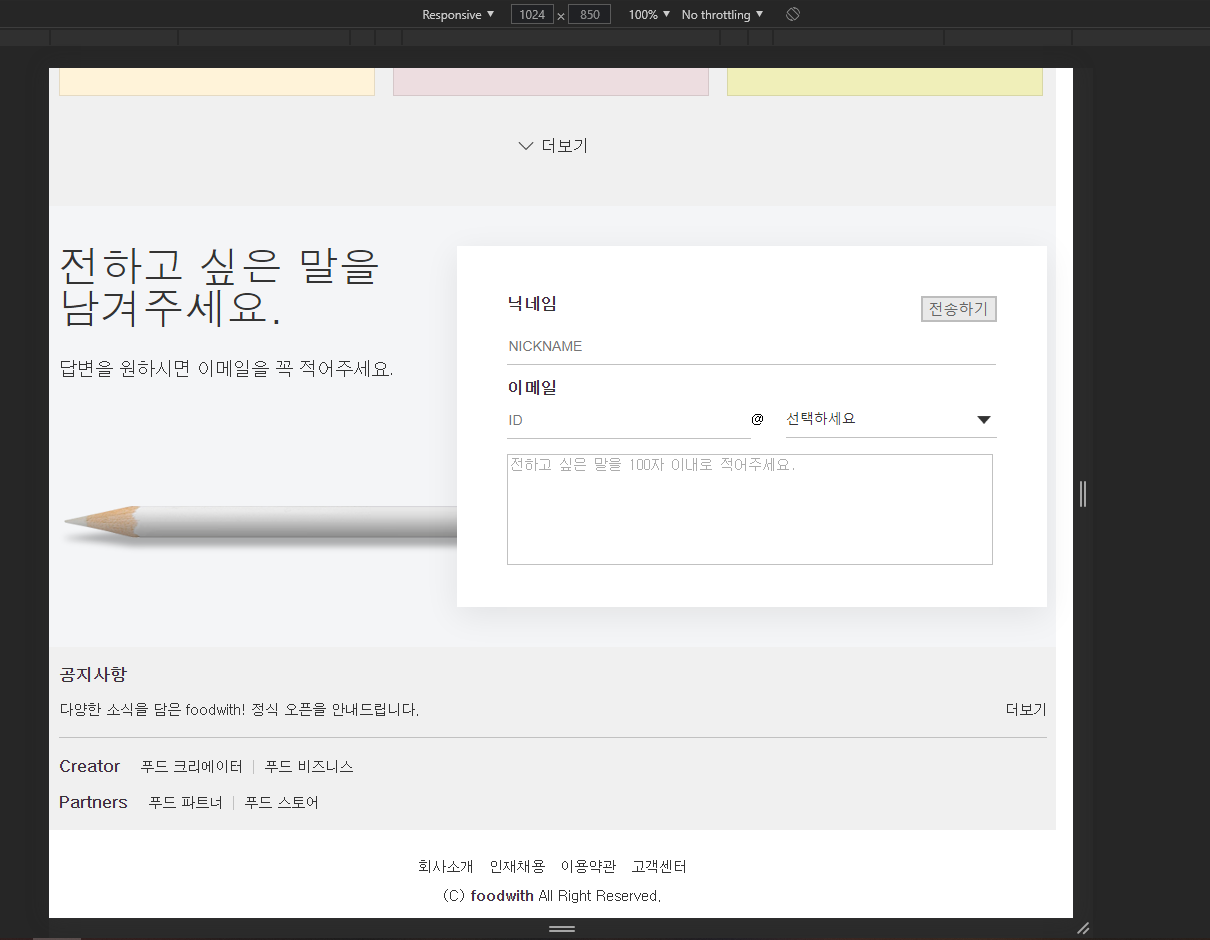 Responsive ▼ 1024 x 850 100% ▼ No throttling ▼
더보기
전하고 싶은 말을
남겨주세요.
답변을 원하시면 이메일을 꼭 적어주세요.
닉네임
전송하기
NICKNAME
이메일
ID @ 선택하세요
전하고 싶은 말을 100자 이내로 적어주세요.
공지사항
다양한 소식을 담은 foodwith! 정식 오픈을 안내드립니다. 더보기
Creator 푸드 크리에이터 | 푸드 비즈니스
Partners 푸드 파트너 | 푸드 스토어
회사소개 인재채용 이용약관 고객센터
(C) foodwith All Right Reserved.